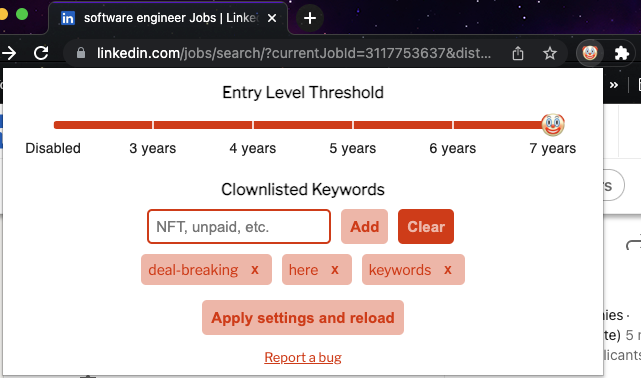 in software engineer Jobs | Linke
linkedin.com/jobs/search/?currentJobId=3117753637&dist...
»
Entry Level Threshold
Disabled 3 years 4 years 5 years 6 years 7 years
Clownlisted Keywords
rs
NFT, unpaid, etc. Add Clear
deal-breaking x here x keywords x
Apply settings and reload
ies ·
te) 5
licants
Report a bug